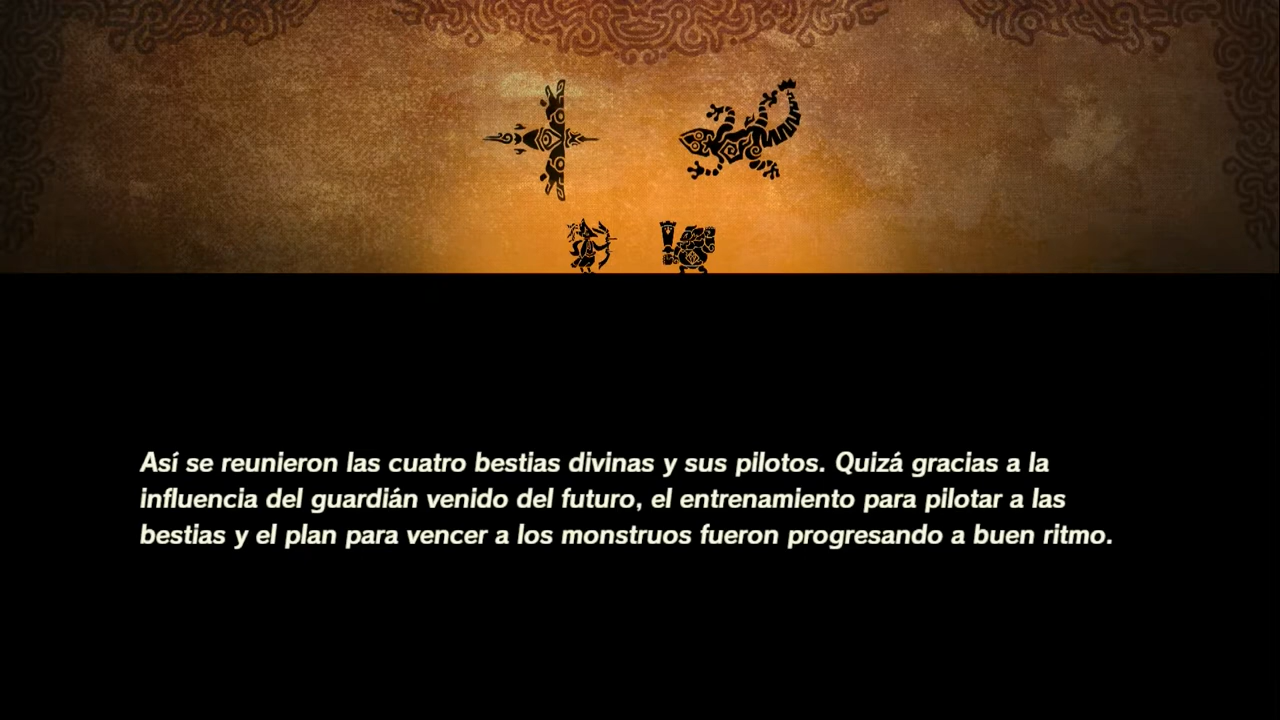 Así se reunieron las cuatro bestias divinas y sus pilotos. Quizá gracias a la
influencia del guardián venido del futuro, el entrenamiento para pilotar a las
bestias y el plan para vencer a los monstruos fueron progresando a buen ritmo.